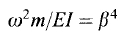 ω²m/EI = β⁴